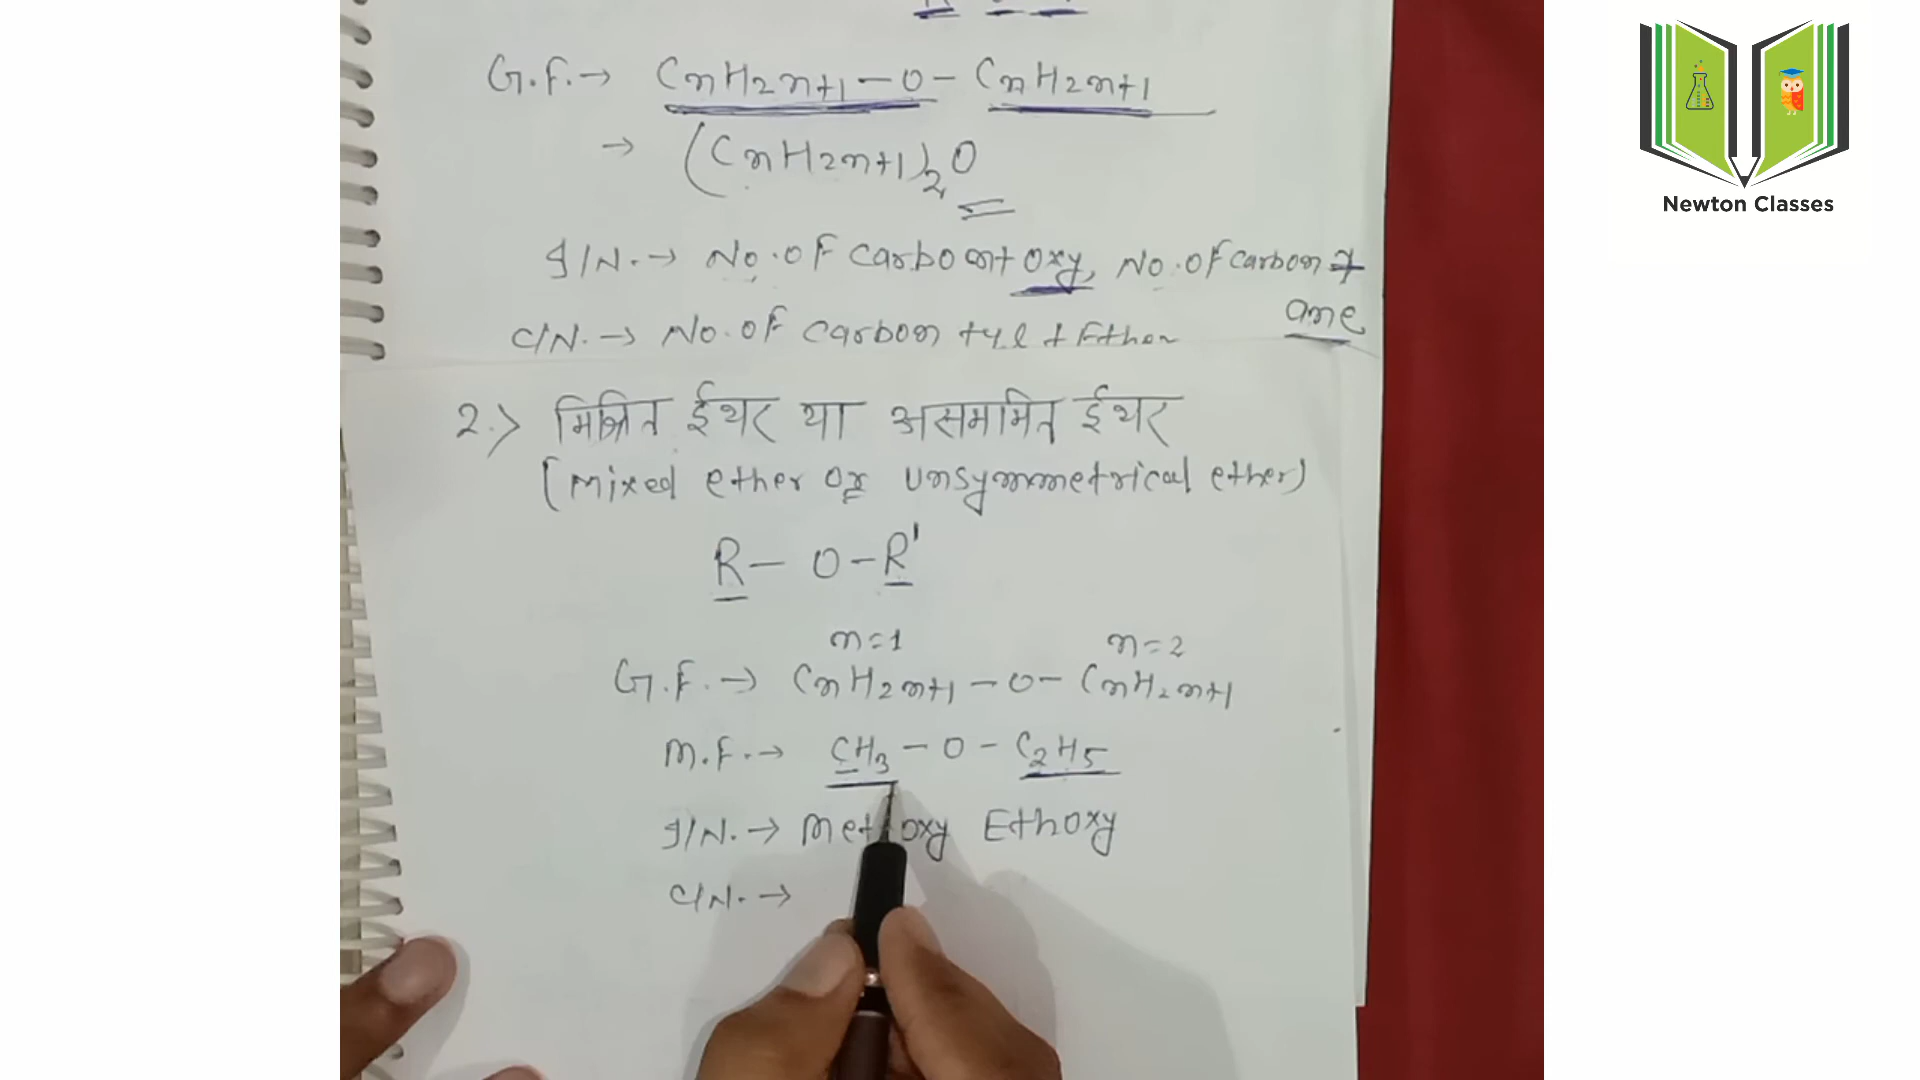 G.F.→ CnH2n+1—O—CnH2n+1
→ (CnH2n+1)2O
I/N.→ No.of carbon+oxy, No.of carbon+
ane
C/N.→ No.of carbon +yl+Ether
2.> मिश्रित ईथर या असममित ईथर
(Mixed ether or unsymmetrical ether)
R—O—R'
n=1 n=2
G.F.→ CnH2n+1—O—CnH2n+1
M.F.→ CH3—O—C2H5
I/N.→ Methoxy Ethoxy
C/N.→
Newton Classes